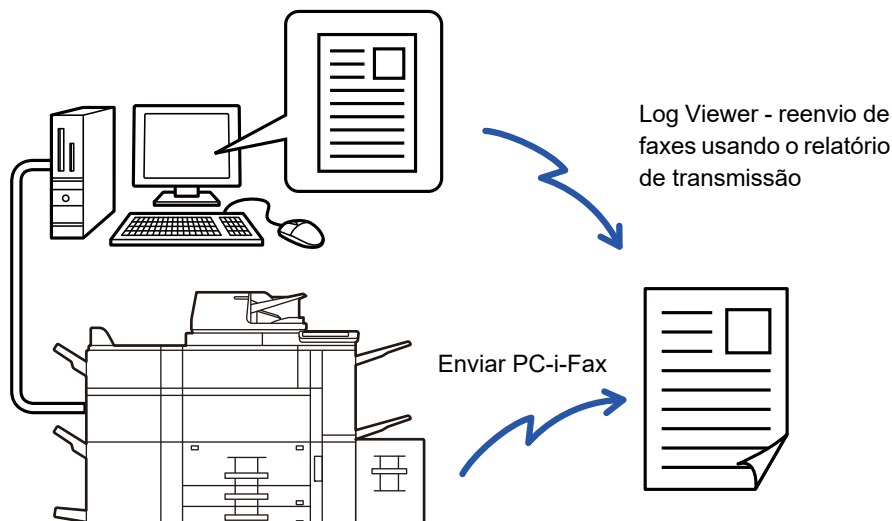 Log Viewer - reenvio de
faxes usando o relatório
de transmissão
Enviar PC-i-Fax